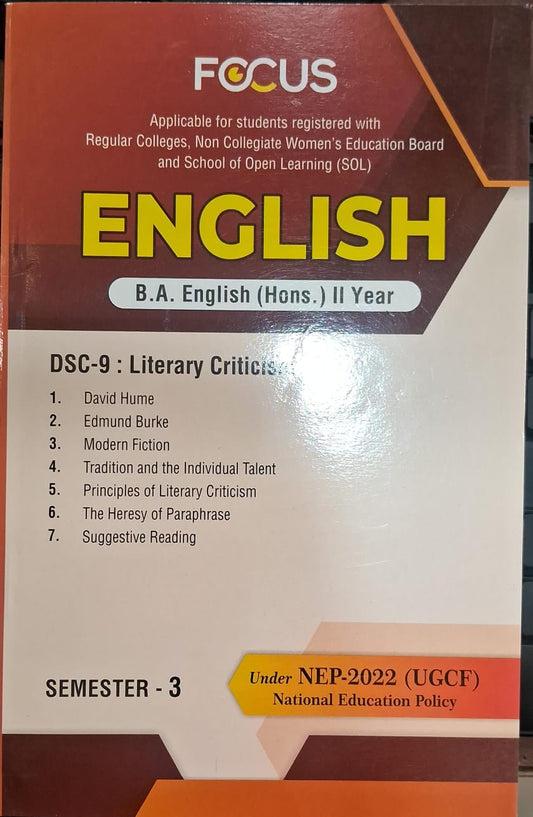 FOCUS
Applicable for students registered with
Regular Colleges, Non Collegiate Women's Education Board
and School of Open Learning (SOL)
ENGLISH
B.A. English (Hons.) II Year
DSC-9 : Literary Criticism
1. David Hume
2. Edmund Burke
3. Modern Fiction
4. Tradition and the Individual Talent
5. Principles of Literary Criticism
6. The Heresy of Paraphrase
7. Suggestive Reading
SEMESTER - 3
Under NEP-2022 (UGCF)
National Education Policy